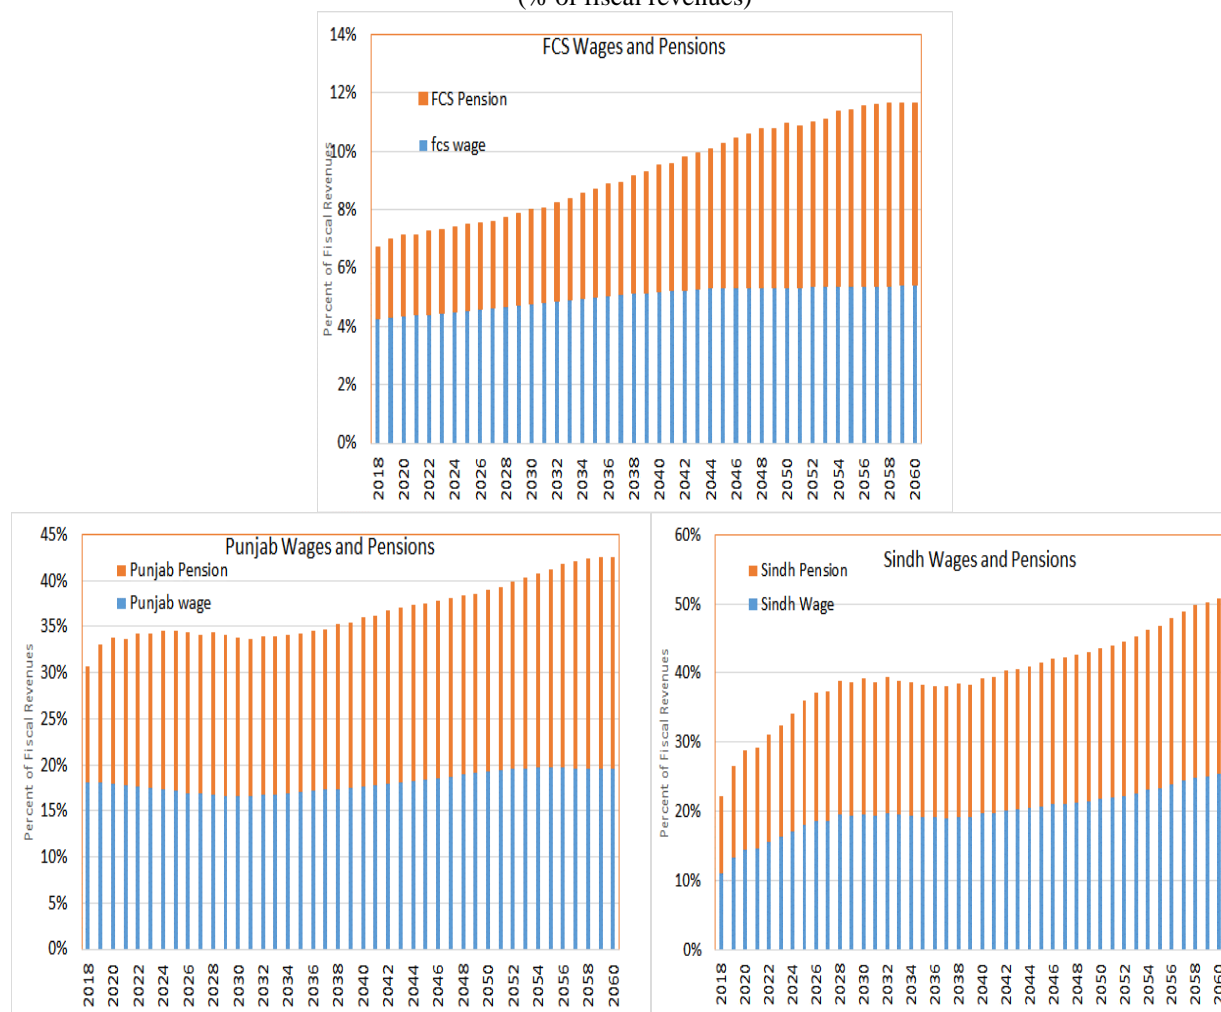 (% of fiscal revenues)
FCS Wages and Pensions
FCS Pension
fcs wage
Percent of Fiscal Revenues
14%
12%
10%
8%
6%
4%
2%
0%
2018 2020 2022 2024 2026 2028 2030 2032 2034 2036 2038 2040 2042 2044 2046 2048 2050 2052 2054 2056 2058 2060
Punjab Wages and Pensions
Punjab Pension
Punjab wage
Percent of Fiscal Revenues
45%
40%
35%
30%
25%
20%
15%
10%
5%
0%
2018 2020 2022 2024 2026 2028 2030 2032 2034 2036 2038 2040 2042 2044 2046 2048 2050 2052 2054 2056 2058 2060
Sindh Wages and Pensions
Sindh Pension
Sindh Wage
Percent of Fiscal Revenues
60%
50%
40%
30%
20%
10%
0%
2018 2020 2022 2024 2026 2028 2030 2032 2034 2036 2038 2040 2042 2044 2046 2048 2050 2052 2054 2056 2058 2060